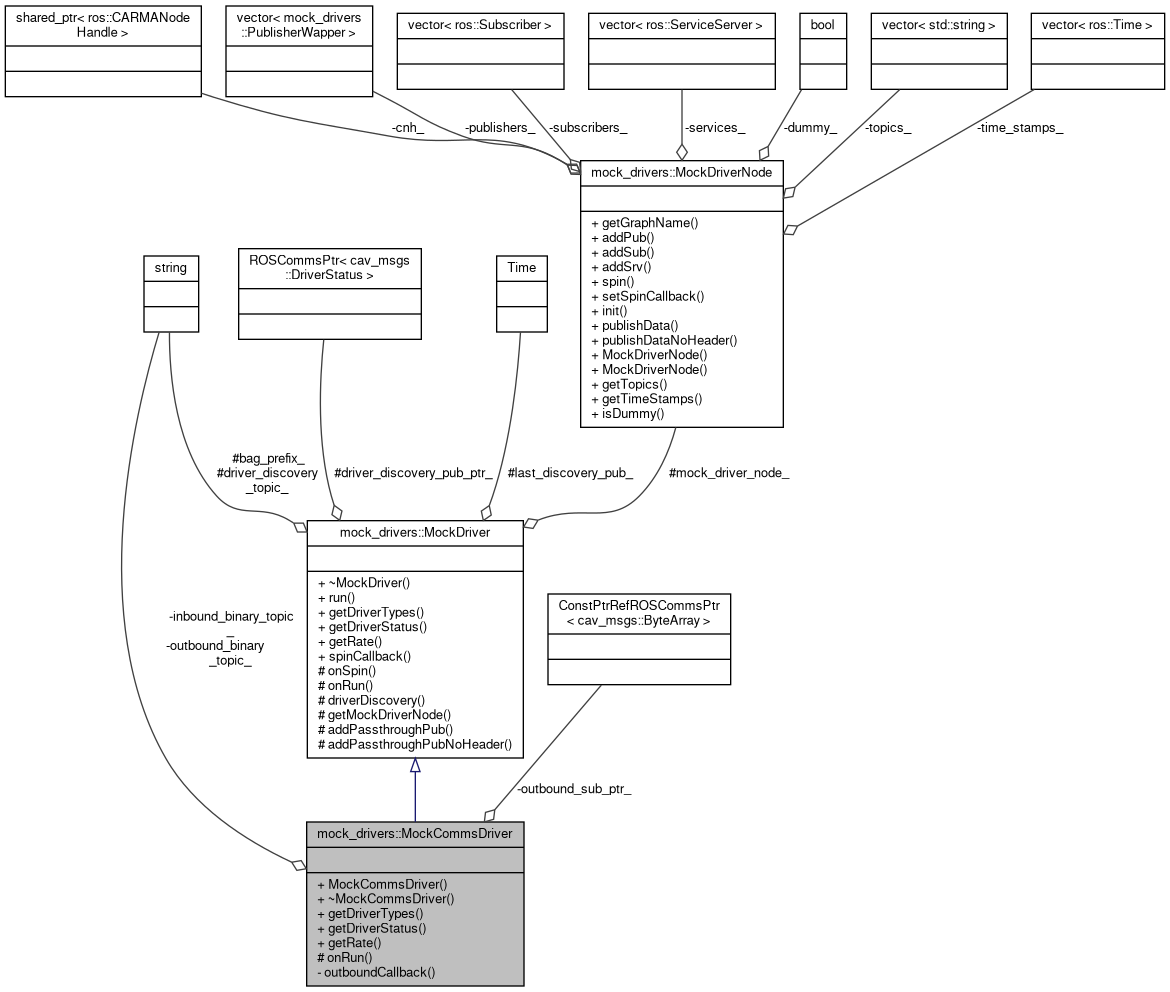 shared_ptr< ros::CARMANode
Handle >
vector< mock_drivers
::PublisherWapper >
vector< ros::Subscriber >
vector< ros::ServiceServer >
bool
vector< std::string >
vector< ros::Time >
-cnh_
-publishers_
-subscribers_
-services_
-dummy_
-topics_
-time_stamps_
mock_drivers::MockDriverNode
+ getGraphName()
+ addPub()
+ addSub()
+ addSrv()
+ spin()
+ setSpinCallback()
+ init()
+ publishData()
+ publishDataNoHeader()
+ MockDriverNode()
+ MockDriverNode()
+ getTopics()
+ getTimeStamps()
+ isDummy()
string
ROSCommsPtr< cav_msgs
::DriverStatus >
Time
#bag_prefix_
#driver_discovery
_topic_
#driver_discovery_pub_ptr_
#last_discovery_pub_
#mock_driver_node_
mock_drivers::MockDriver
+ ~MockDriver()
+ run()
+ getDriverTypes()
+ getDriverStatus()
+ getRate()
+ spinCallback()
# onSpin()
# onRun()
# driverDiscovery()
# getMockDriverNode()
# addPassthroughPub()
# addPassthroughPubNoHeader()
-inbound_binary_topic
_
-outbound_binary
_topic_
ConstPtrRefROSCommsPtr
< cav_msgs::ByteArray >
-outbound_sub_ptr_
mock_drivers::MockCommsDriver
+ MockCommsDriver()
+ ~MockCommsDriver()
+ getDriverTypes()
+ getDriverStatus()
+ getRate()
# onRun()
- outboundCallback()